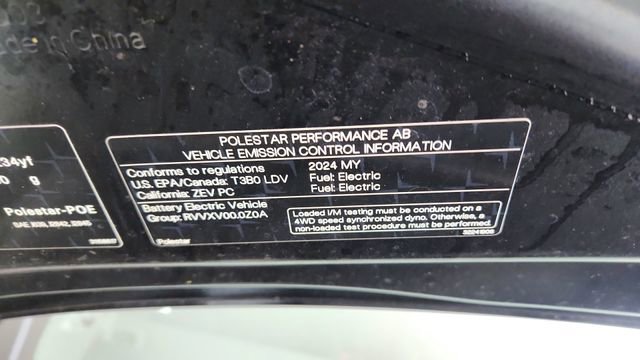 de in China
34yf
0 g
Polestar-POE
POLESTAR PERFORMANCE AB
VEHICLE EMISSION CONTROL INFORMATION
Conforms to regulations 2024 MY
U.S. EPA/Canada: T3B0 LDV Fuel: Electric
California: ZEV PC Fuel: Electric
Battery Electric Vehicle
Group: RVVXV00.0Z0A
Loaded I/M testing must be conducted on a
4WD speed synchronized dyno. Otherwise, a
non-loaded test procedure must be performed.
Polestar